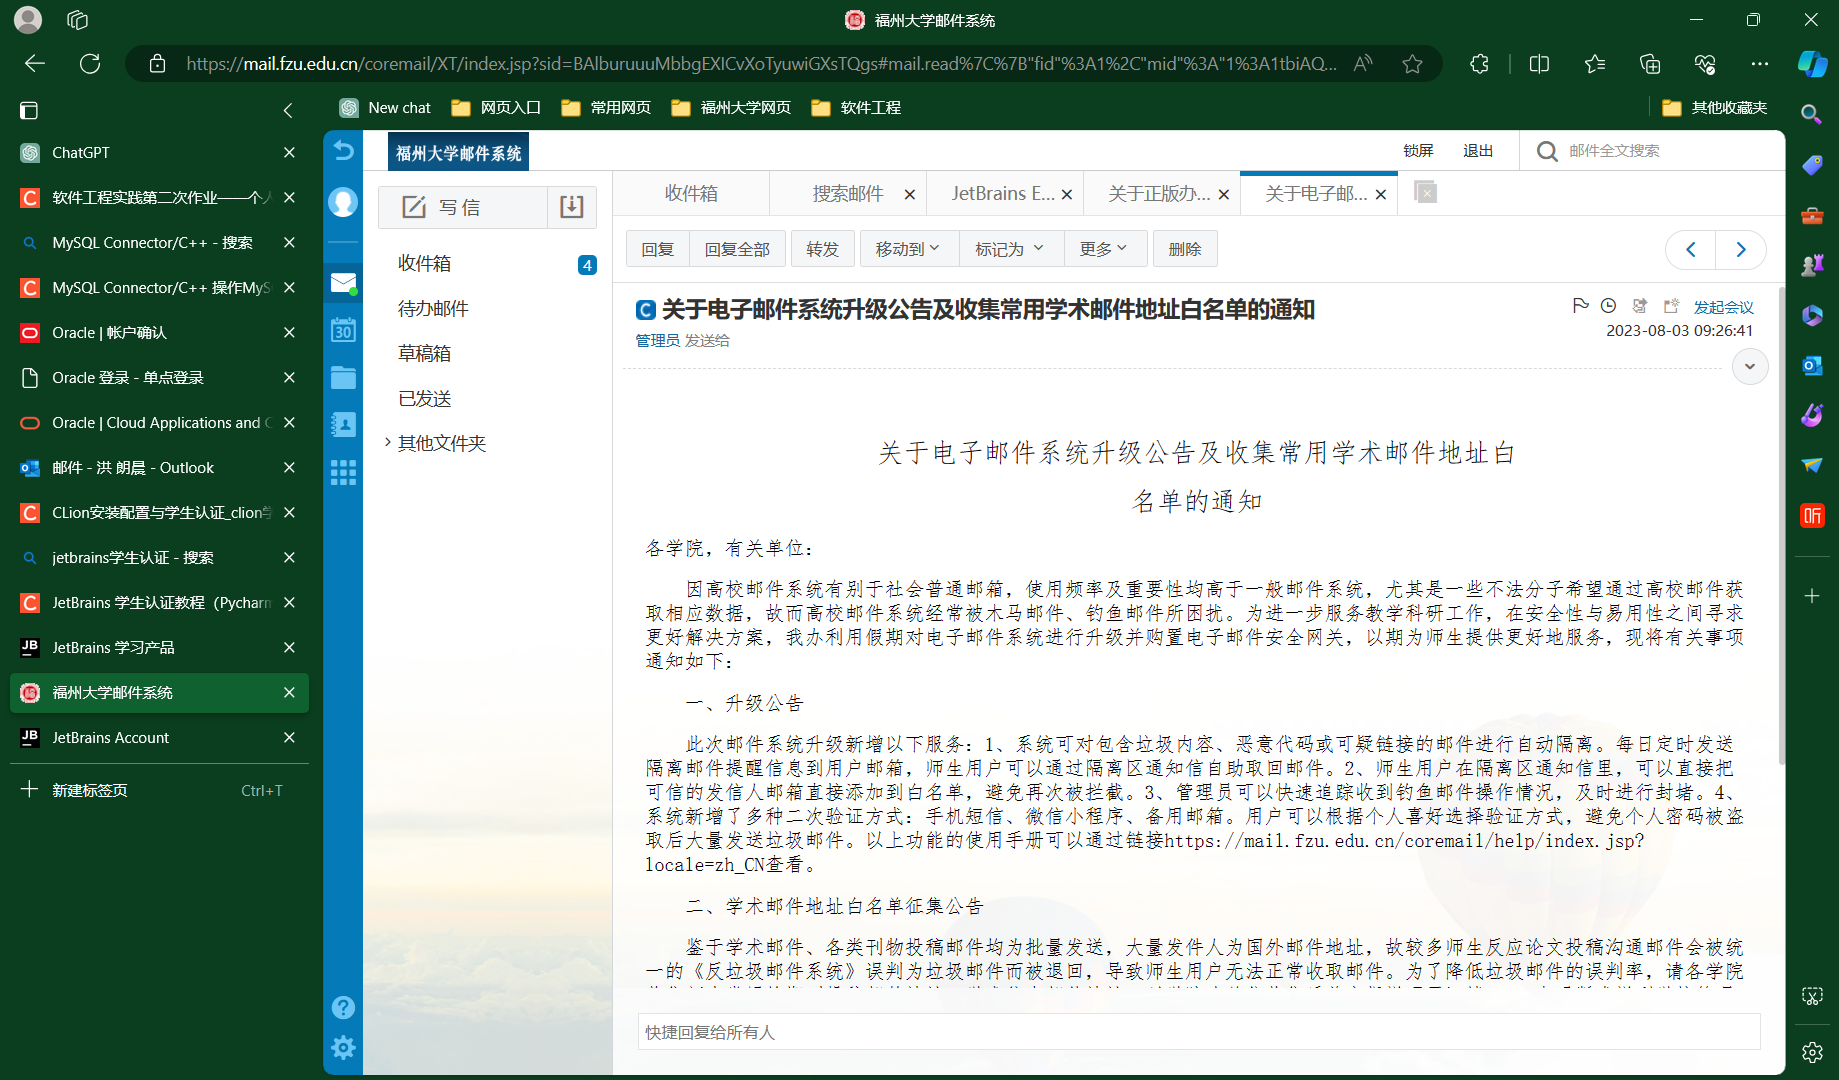 福州大学邮件系统
https://mail.fzu.edu.cn/coremail/XT/index.jsp?sid=BAlburuuuMbbgEXICvXoTyuwiGXsTQgs#mail.read%7C%7B"fid"%3A1%2C"mid"%3A"1%3A1tbiAQ...
New chat
网页入口
常用网页
福州大学网页
软件工程
其他收藏夹
ChatGPT
软件工程实践第二次作业——个人
MySQL Connector/C++ - 搜索
MySQL Connector/C++ 操作MyS
Oracle | 帐户确认
Oracle 登录 - 单点登录
Oracle | Cloud Applications and C
邮件 - 洪 朗晨 - Outlook
CLion安装配置与学生认证_clion学
jetbrains学生认证 - 搜索
JetBrains 学生认证教程（Pycharm
JetBrains 学习产品
福州大学邮件系统
JetBrains Account
新建标签页 Ctrl+T
福州大学邮件系统
锁屏 退出 邮件全文搜索
写 信
收件箱 4
待办邮件
草稿箱
已发送
其他文件夹
30
收件箱 搜索邮件 JetBrains E... 关于正版办... 关于电子邮...
回复 回复全部 转发 移动到 标记为 更多 删除
关于电子邮件系统升级公告及收集常用学术邮件地址白名单的通知
发起会议
管理员 发送给
2023-08-03 09:26:41
关于电子邮件系统升级公告及收集常用学术邮件地址白
名单的通知
各学院，有关单位：
因高校邮件系统有别于社会普通邮箱，使用频率及重要性均高于一般邮件系统，尤其是一些不法分子希望通过高校邮件获
取相应数据，故而高校邮件系统经常被木马邮件、钓鱼邮件所困扰。为进一步服务教学科研工作，在安全性与易用性之间寻求
更好解决方案，我办利用假期对电子邮件系统进行升级并购置电子邮件安全网关，以期为师生提供更好地服务，现将有关事项
通知如下：
一、升级公告
此次邮件系统升级新增以下服务：1、系统可对包含垃圾内容、恶意代码或可疑链接的邮件进行自动隔离。每日定时发送
隔离邮件提醒信息到用户邮箱，师生用户可以通过隔离区通知信自助取回邮件。2、师生用户在隔离区通知信里，可以直接把
可信的发信人邮箱直接添加到白名单，避免再次被拦截。3、管理员可以快速追踪收到钓鱼邮件操作情况，及时进行封堵。4、
系统新增了多种二次验证方式：手机短信、微信小程序、备用邮箱。用户可以根据个人喜好选择验证方式，避免个人密码被盗
取后大量发送垃圾邮件。以上功能的使用手册可以通过链接https://mail.fzu.edu.cn/coremail/help/index.jsp?
locale=zh_CN查看。
二、学术邮件地址白名单征集公告
鉴于学术邮件、各类刊物投稿邮件均为批量发送，大量发件人为国外邮件地址，故较多师生反应论文投稿沟通邮件会被统
一的《反垃圾邮件系统》误判为垃圾邮件而被退回，导致师生用户无法正常收取邮件。为了降低垃圾邮件的误判率，请各学院
快捷回复给所有人